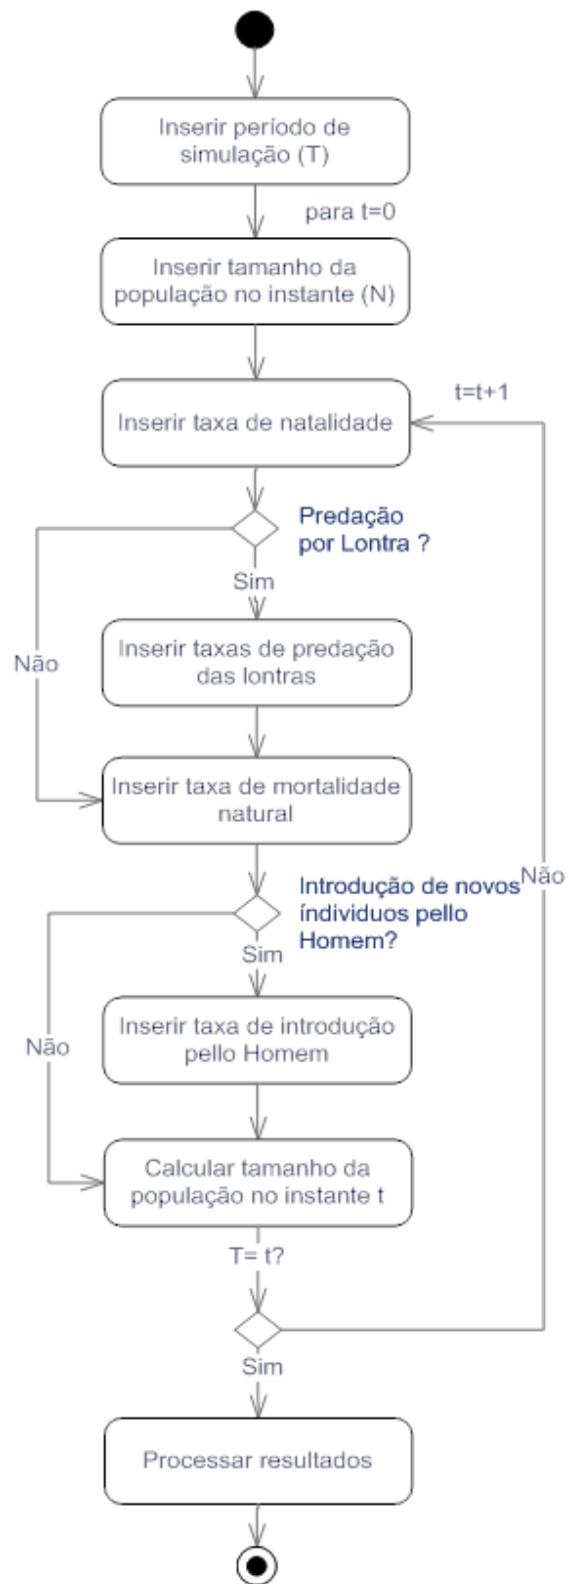 Inserir período de
simulação (T)
para t=0
Inserir tamanho da
população no instante (N)
t=t+1
Inserir taxa de natalidade
Predação
por Lontra ?
Sim
Inserir taxas de predação
das lontras
Não
Inserir taxa de mortalidade
natural
Introdução de novos
índividuos pello
Homem?
Não
Sim
Inserir taxa de introdução
pello Homem
Não
Calcular tamanho da
população no instante t
T= t?
Sim
Processar resultados